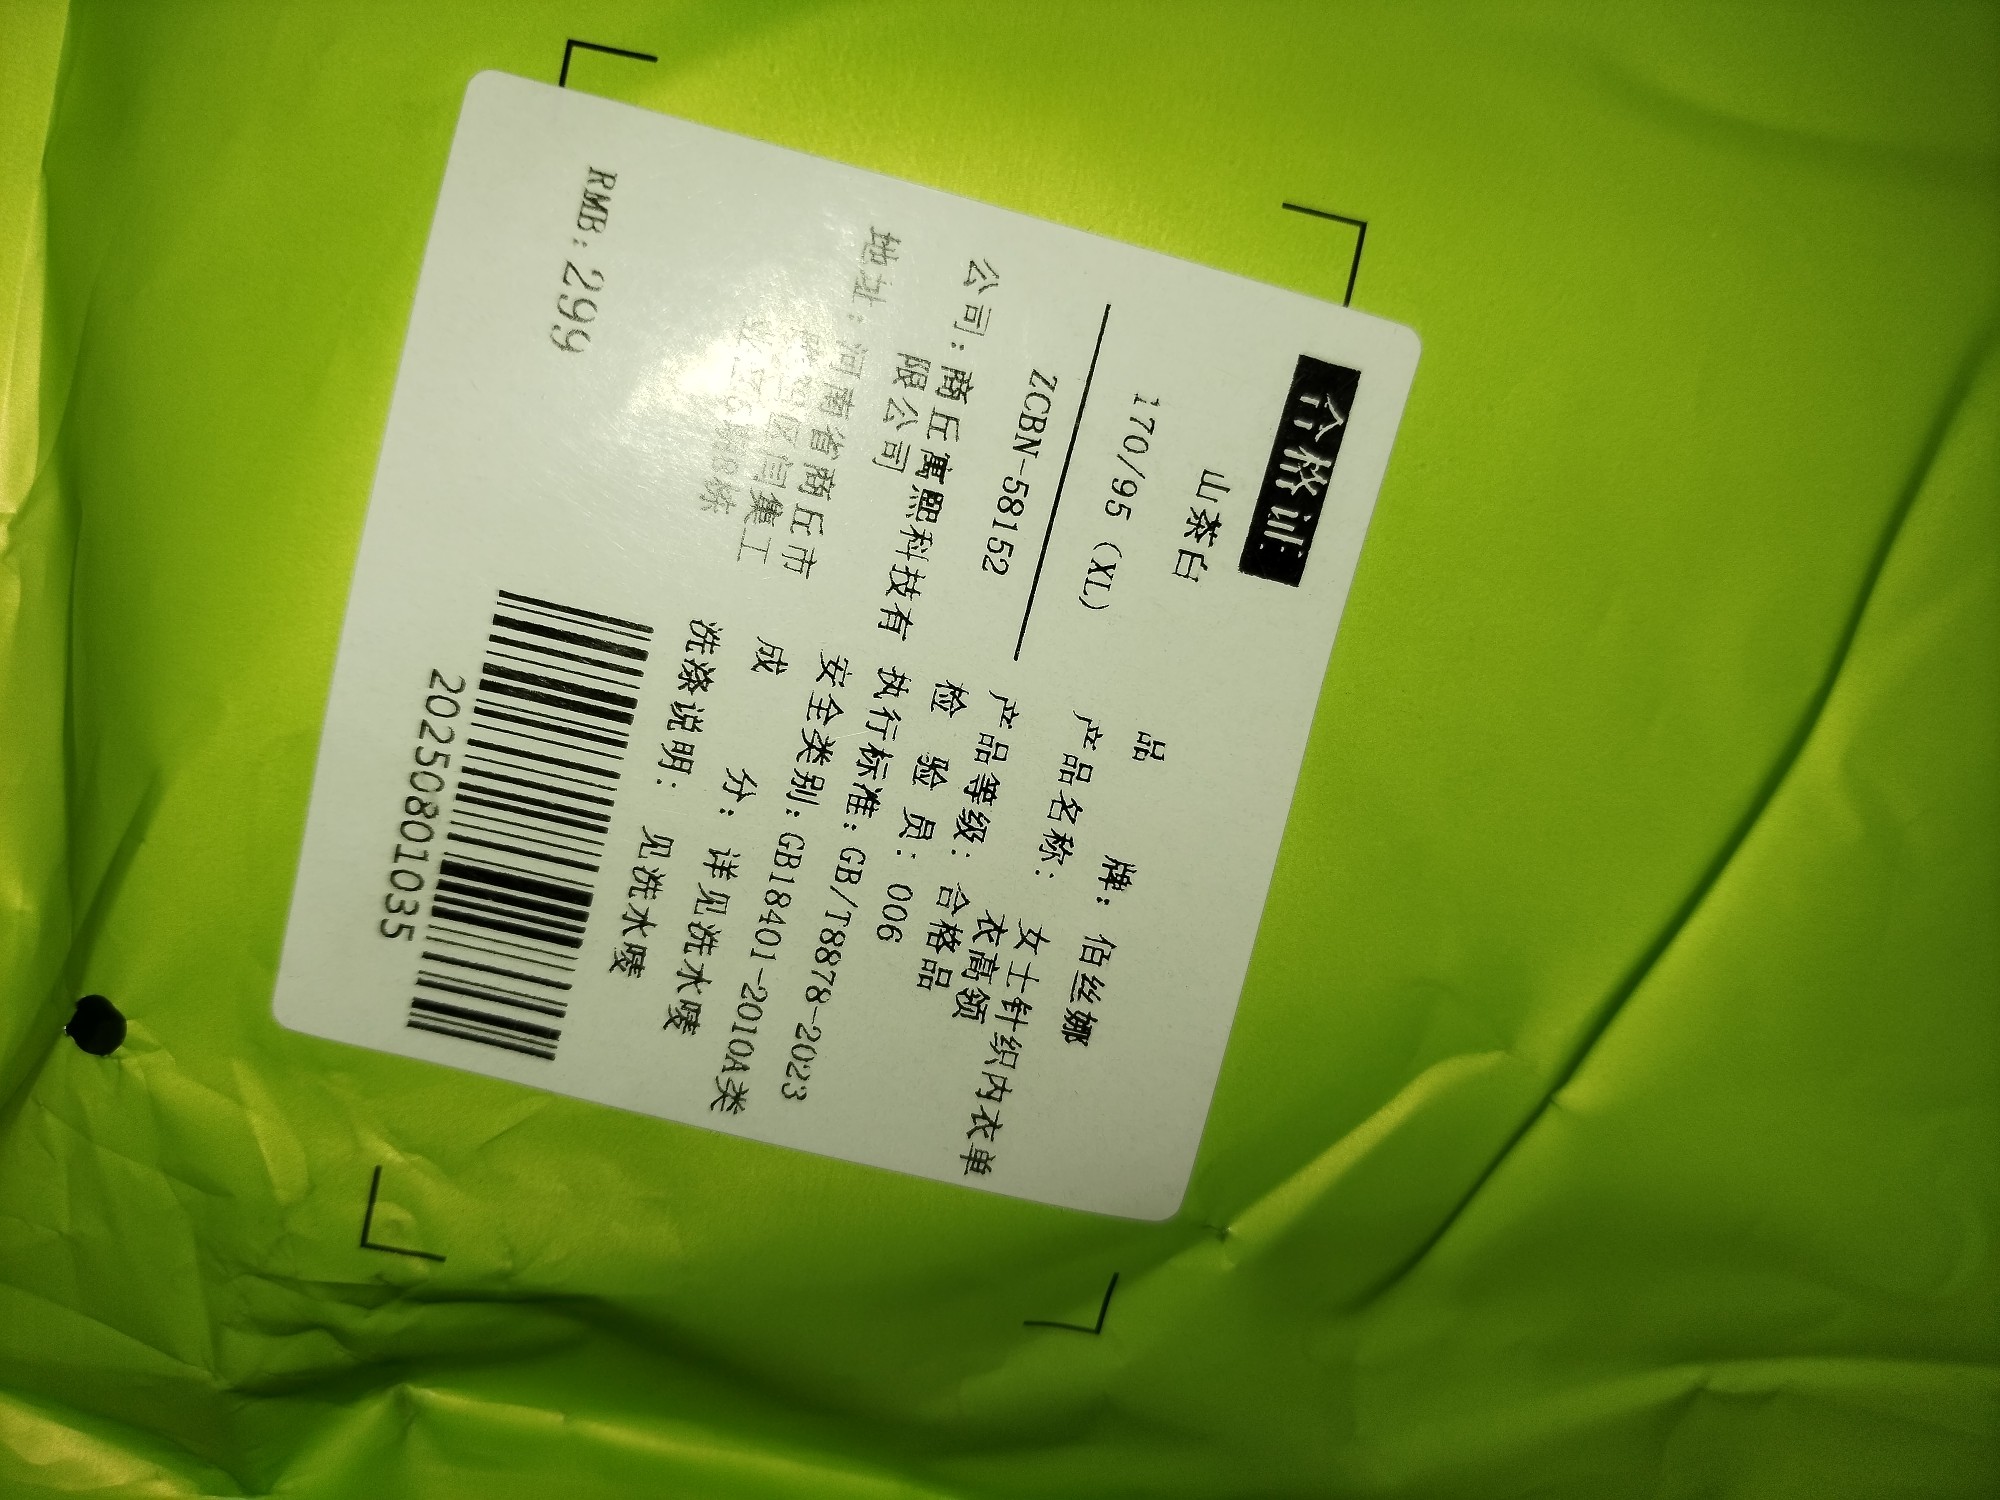 合格证
山茶白
170/95（XL）
ZCBN-58152
公司：商丘寓熙科技有
限公司
地址：河南省商丘市
区闫集工
栋
RMB:299
品 牌：佰丝娜
产品名称：女士针织内衣单
衣高领
产品等级：合格品
检 验 员：006
执行标准：GB/T8878-2023
安全类别：GB18401-2010A类
成 分：详见洗水唛
洗涤说明：见洗水唛
20250801035